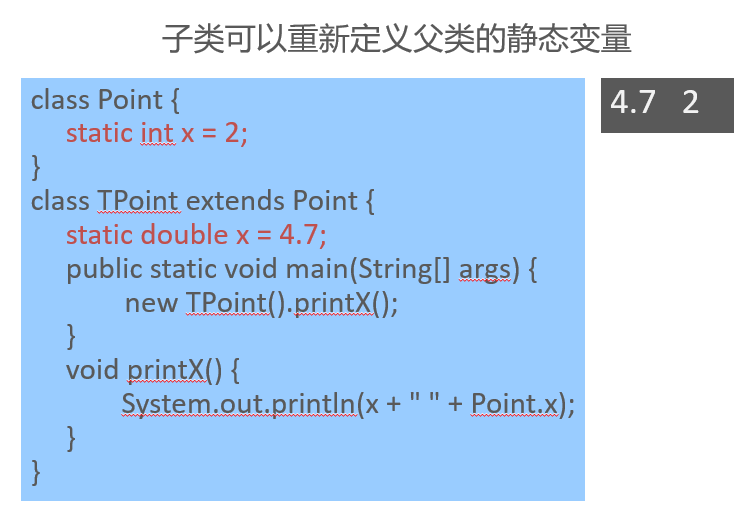 子类可以重新定义父类的静态变量
class Point {
static int x = 2;
}
class TPoint extends Point {
static double x = 4.7;
public static void main(String[] args) {
new TPoint().printX();
}
void printX() {
System.out.println(x + " " + Point.x);
}
}
4.7 2